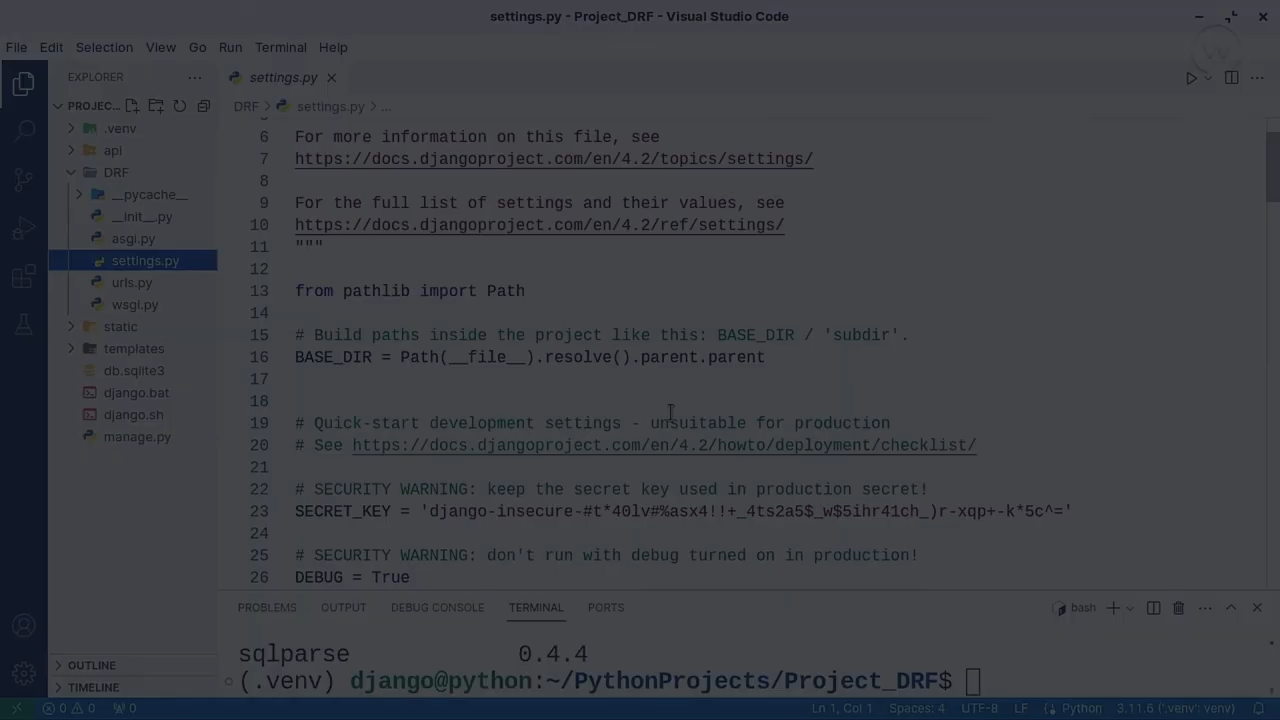 settings.py - Project_DRF - Visual Studio Code
File Edit Selection View Go Run Terminal Help
EXPLORER
settings.py
PROJEC...
DRF > settings.py > ...
.venv
api
DRF
__pycache__
__init__.py
asgi.py
settings.py
urls.py
wsgi.py
static
templates
db.sqlite3
django.bat
django.sh
manage.py
OUTLINE
TIMELINE
6 For more information on this file, see
7 https://docs.djangoproject.com/en/4.2/topics/settings/
8
9 For the full list of settings and their values, see
10 https://docs.djangoproject.com/en/4.2/ref/settings/
11 """
12
13 from pathlib import Path
14
15 # Build paths inside the project like this: BASE_DIR / 'subdir'.
16 BASE_DIR = Path(__file__).resolve().parent.parent
17
18
19 # Quick-start development settings - unsuitable for production
20 # See https://docs.djangoproject.com/en/4.2/howto/deployment/checklist/
21
22 # SECURITY WARNING: keep the secret key used in production secret!
23 SECRET_KEY = 'django-insecure-#t*40lv#%asx4!!+_4ts2a5$_w$5ihr41ch_)r-xqp+-k*5c^='
24
25 # SECURITY WARNING: don't run with debug turned on in production!
26 DEBUG = True
PROBLEMS OUTPUT DEBUG CONSOLE TERMINAL PORTS
bash
sqlparse 0.4.4
(.venv) django@python:~/PythonProjects/Project_DRF$
0 0 0 Ln 1, Col 1 Spaces: 4 UTF-8 LF Python 3.11.6 ('.venv': venv)